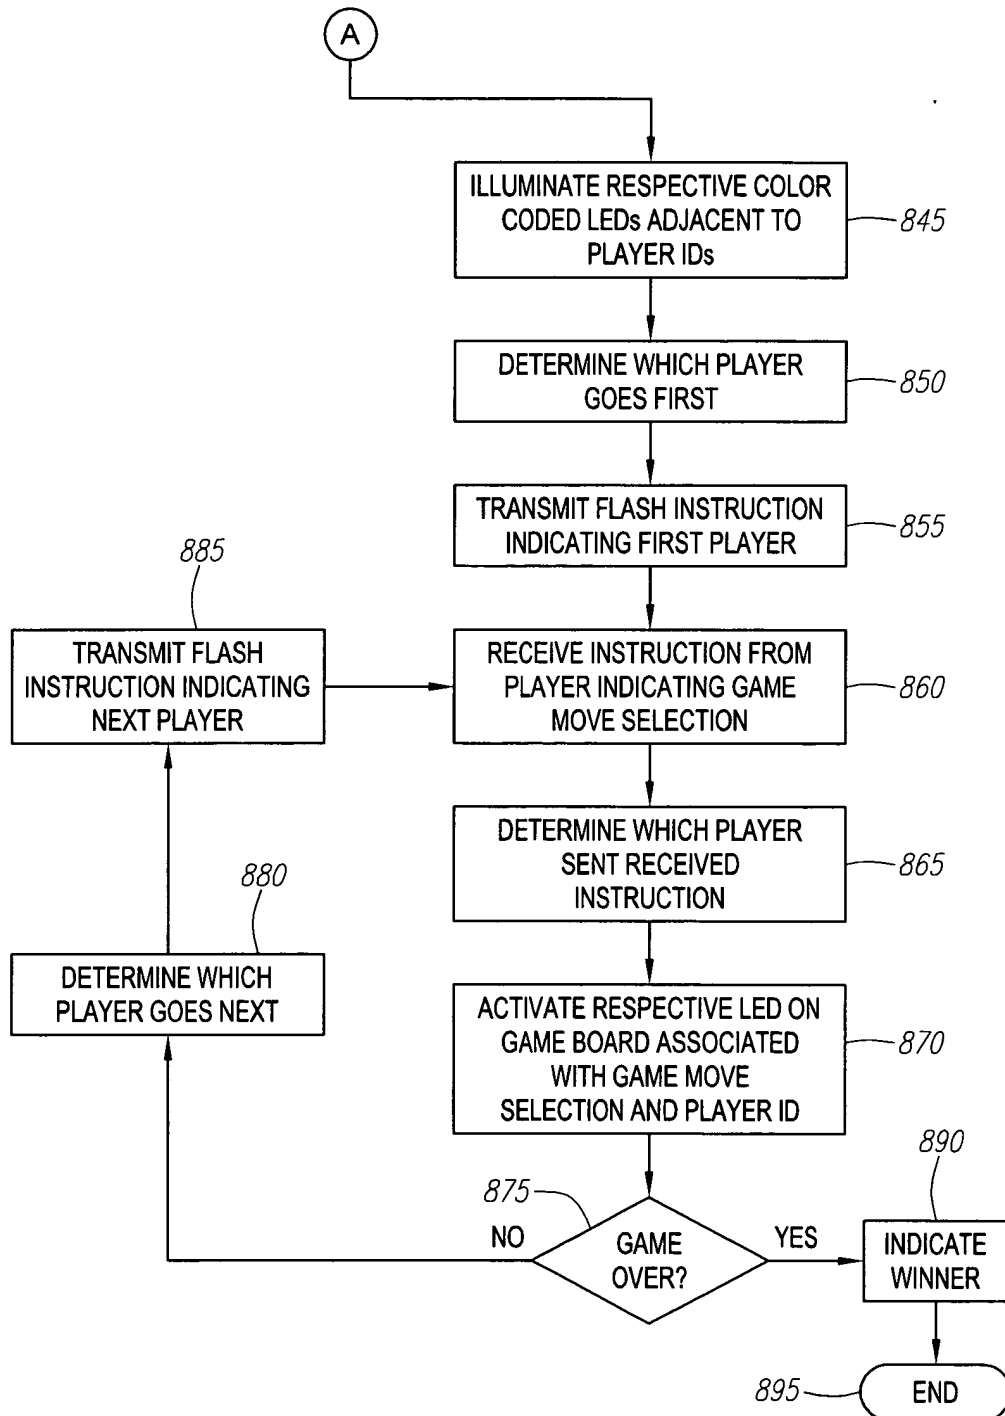 A
ILLUMINATE RESPECTIVE COLOR
CODED LEDs ADJACENT TO
PLAYER IDs
845
DETERMINE WHICH PLAYER
GOES FIRST
850
TRANSMIT FLASH INSTRUCTION
INDICATING FIRST PLAYER
855
885
TRANSMIT FLASH
INSTRUCTION INDICATING
NEXT PLAYER
RECEIVE INSTRUCTION FROM
PLAYER INDICATING GAME
MOVE SELECTION
860
DETERMINE WHICH PLAYER
SENT RECEIVED
INSTRUCTION
865
880
DETERMINE WHICH
PLAYER GOES NEXT
ACTIVATE RESPECTIVE LED ON
GAME BOARD ASSOCIATED
WITH GAME MOVE
SELECTION AND PLAYER ID
870
875
NO
GAME
OVER?
YES
890
INDICATE
WINNER
895
END